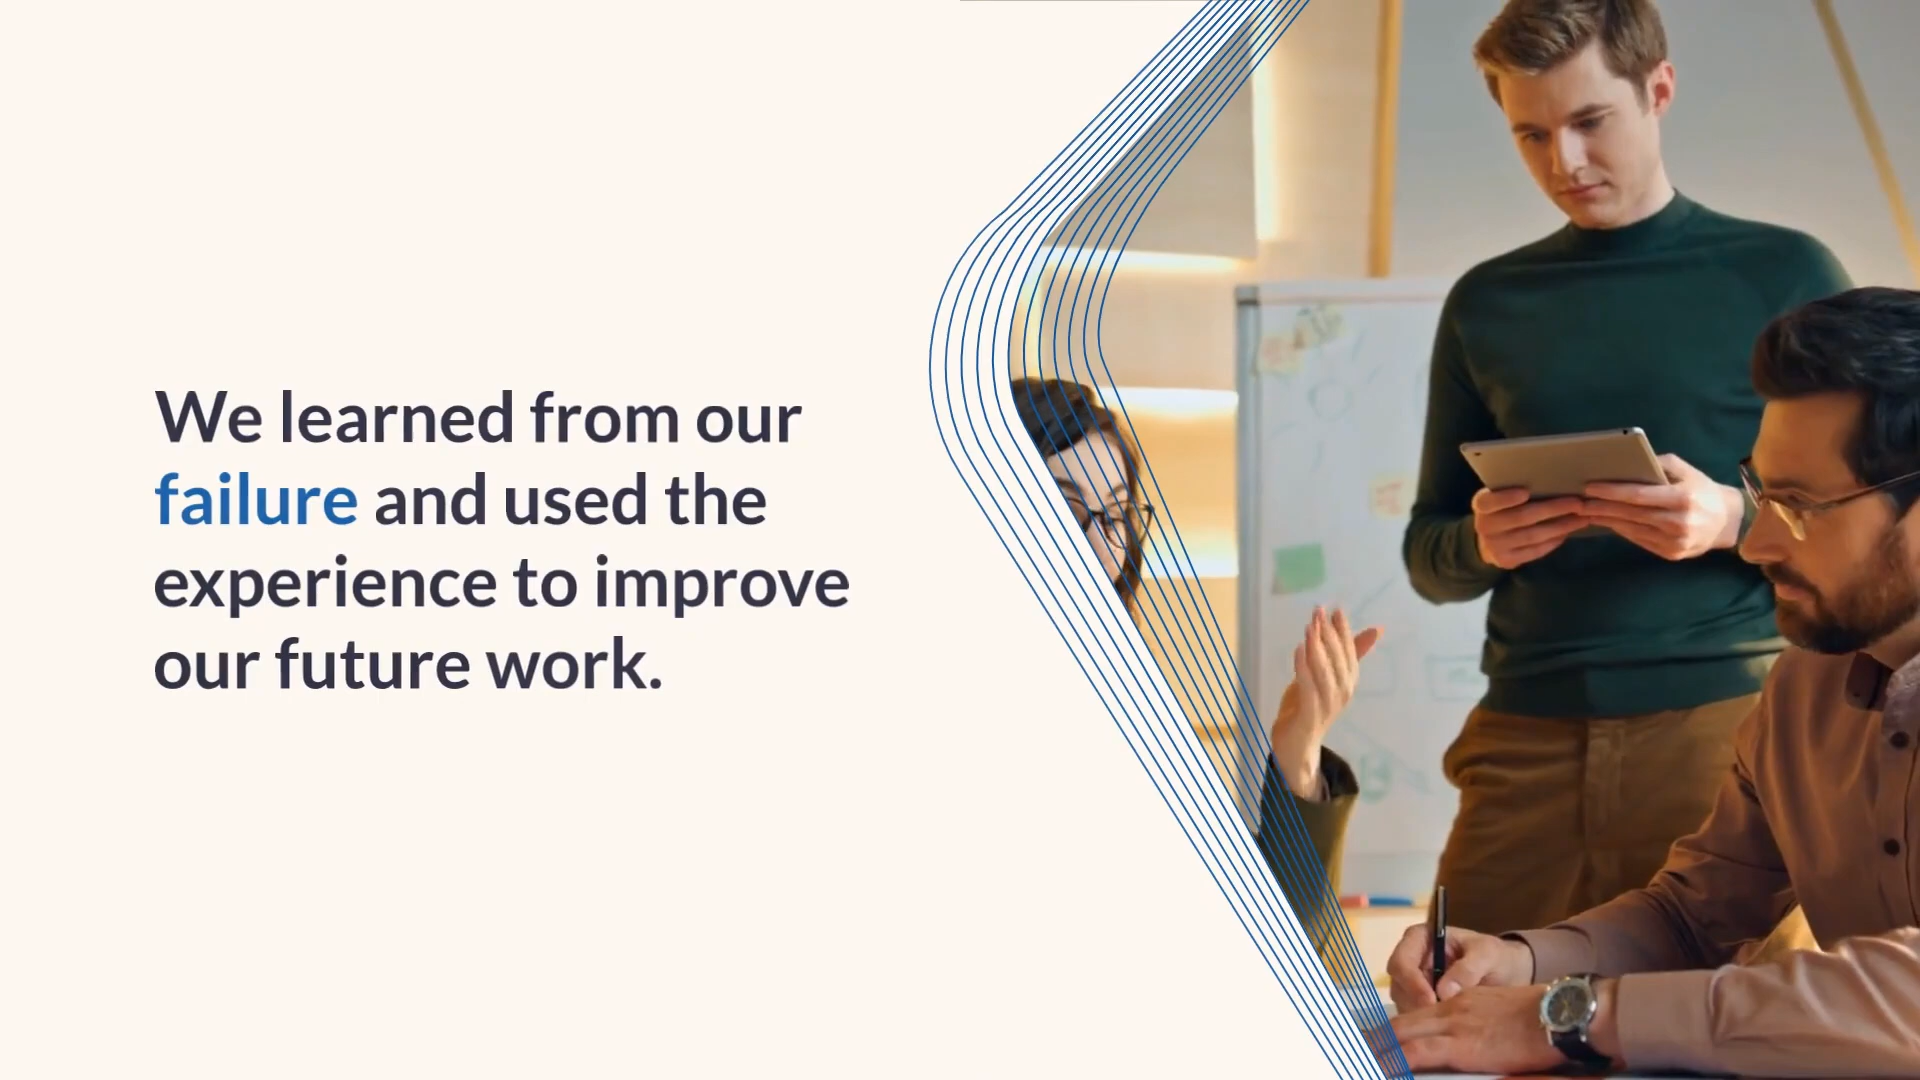 We learned from our
failure and used the
experience to improve
our future work.